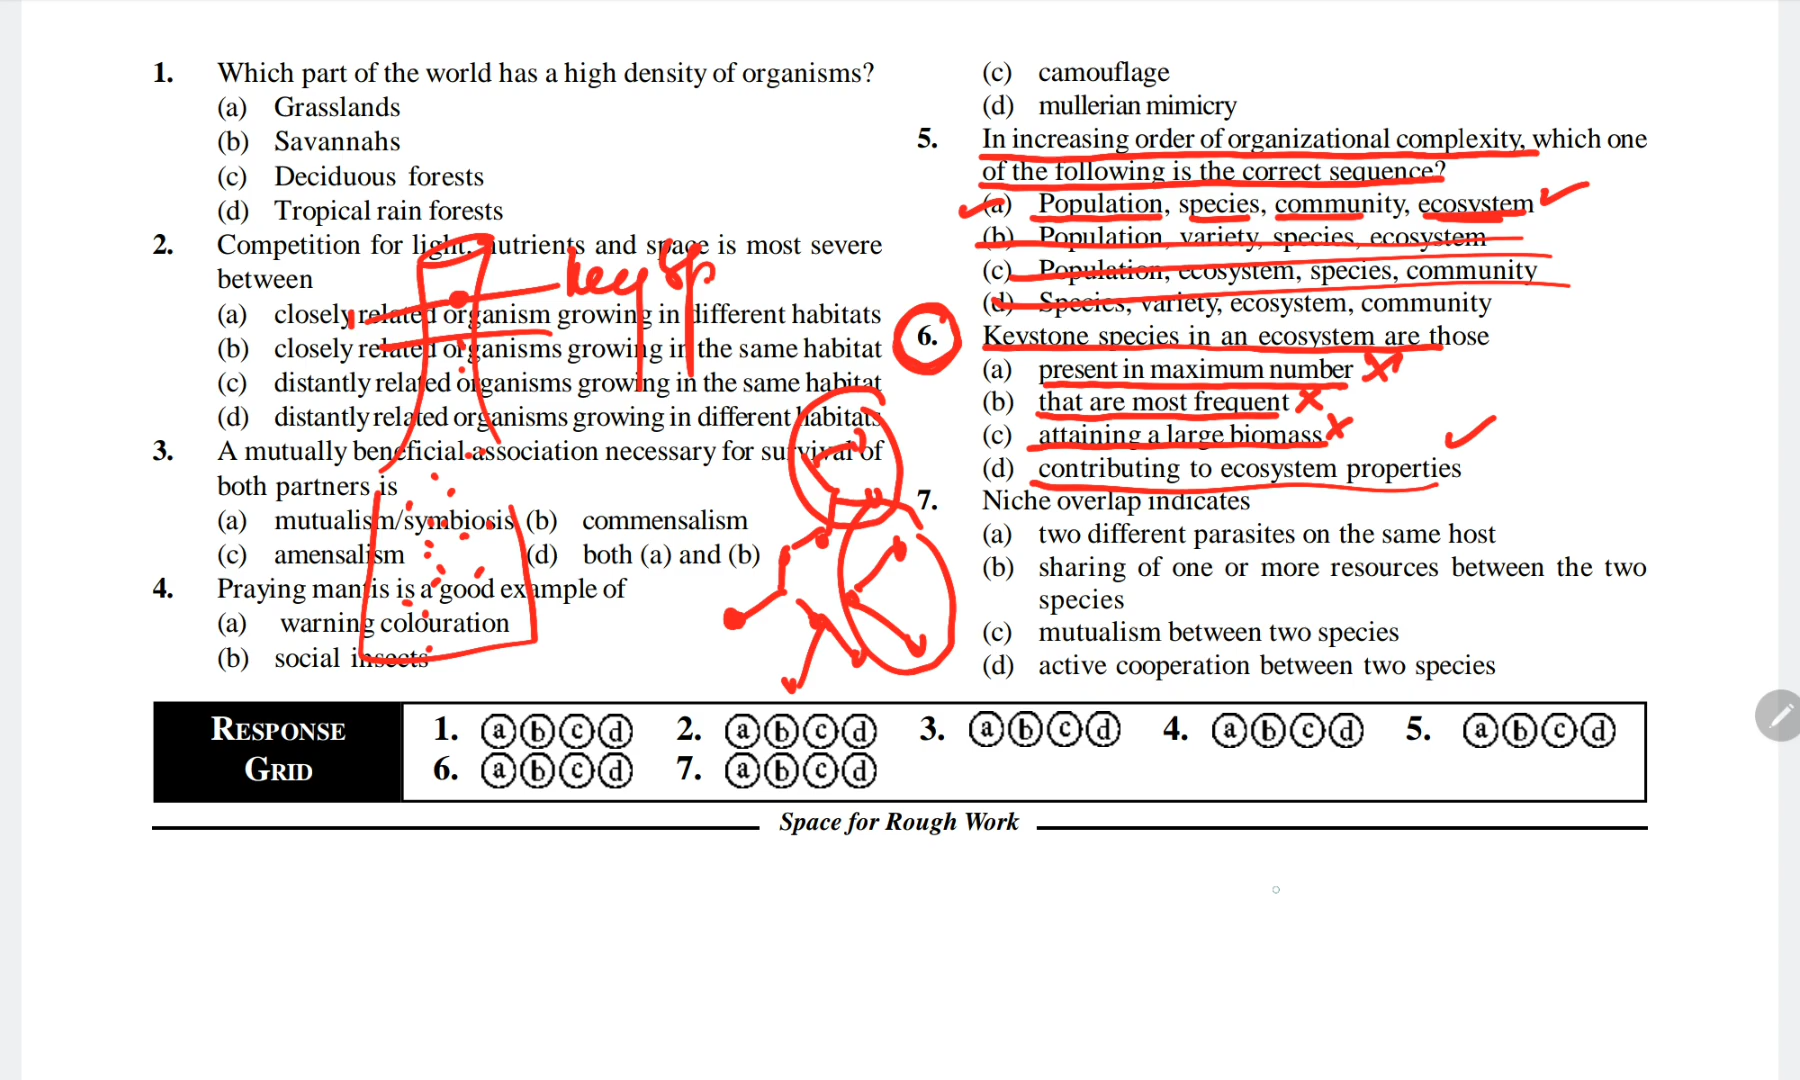 1. Which part of the world has a high density of organisms?
(a) Grasslands
(b) Savannahs
(c) Deciduous forests
(d) Tropical rain forests
2. Competition for light, nutrients and space is most severe
between
(a) closely related organism growing in different habitats
(b) closely related organisms growing in the same habitat
(c) distantly related organisms growing in the same habitat
(d) distantly related organisms growing in different habitats
3. A mutually beneficial association necessary for survival of
both partners is
(a) mutualism/symbiosis (b) commensalism
(c) amensalism (d) both (a) and (b)
4. Praying mantis is a good example of
(a) warning colouration
(b) social insects
key sp
(c) camouflage
(d) mullerian mimicry
5. In increasing order of organizational complexity, which one
of the following is the correct sequence?
(a) Population, species, community, ecosystem
(b) Population, variety, species, ecosystem
(c) Population, ecosystem, species, community
(d) Species, variety, ecosystem, community
6. Keystone species in an ecosystem are those
(a) present in maximum number
(b) that are most frequent
(c) attaining a large biomass
(d) contributing to ecosystem properties
7. Niche overlap indicates
(a) two different parasites on the same host
(b) sharing of one or more resources between the two
species
(c) mutualism between two species
(d) active cooperation between two species
RESPONSE
GRID
1. a b c d 2. a b c d 3. a b c d 4. a b c d 5. a b c d
6. a b c d 7. a b c d
Space for Rough Work